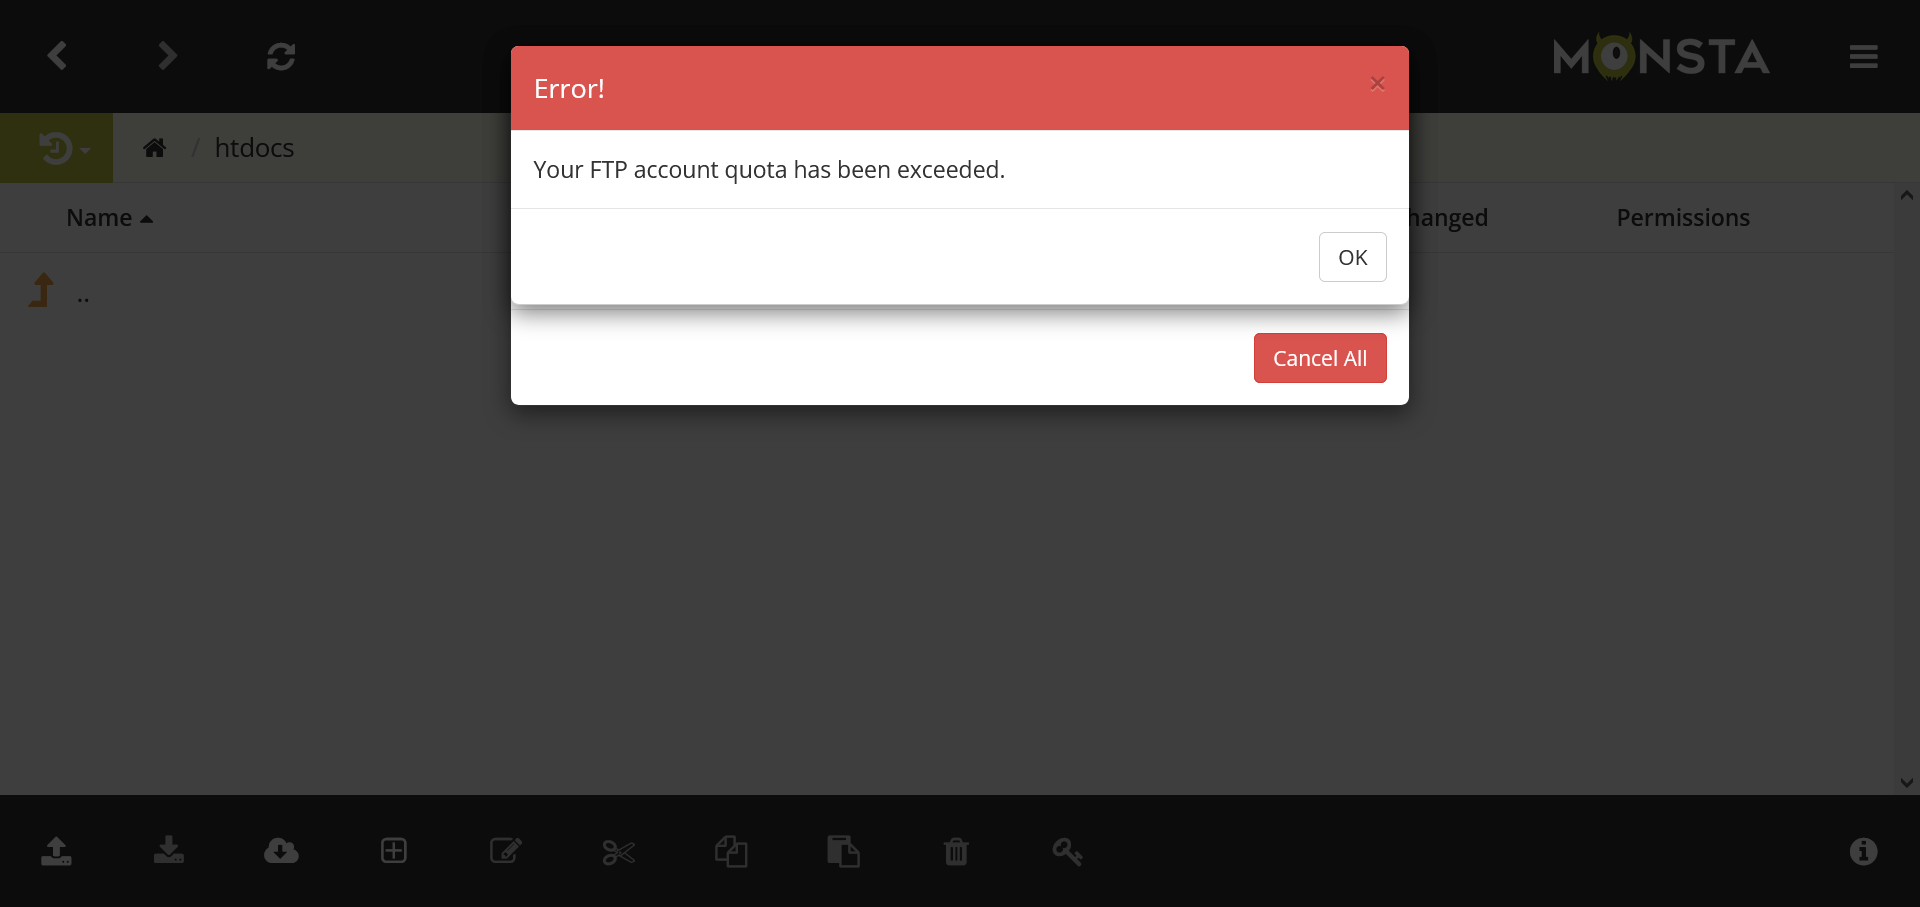 MONSTA
Error!
×
/ htdocs
Your FTP account quota has been exceeded.
Name
hanged
Permissions
OK
..
Cancel All